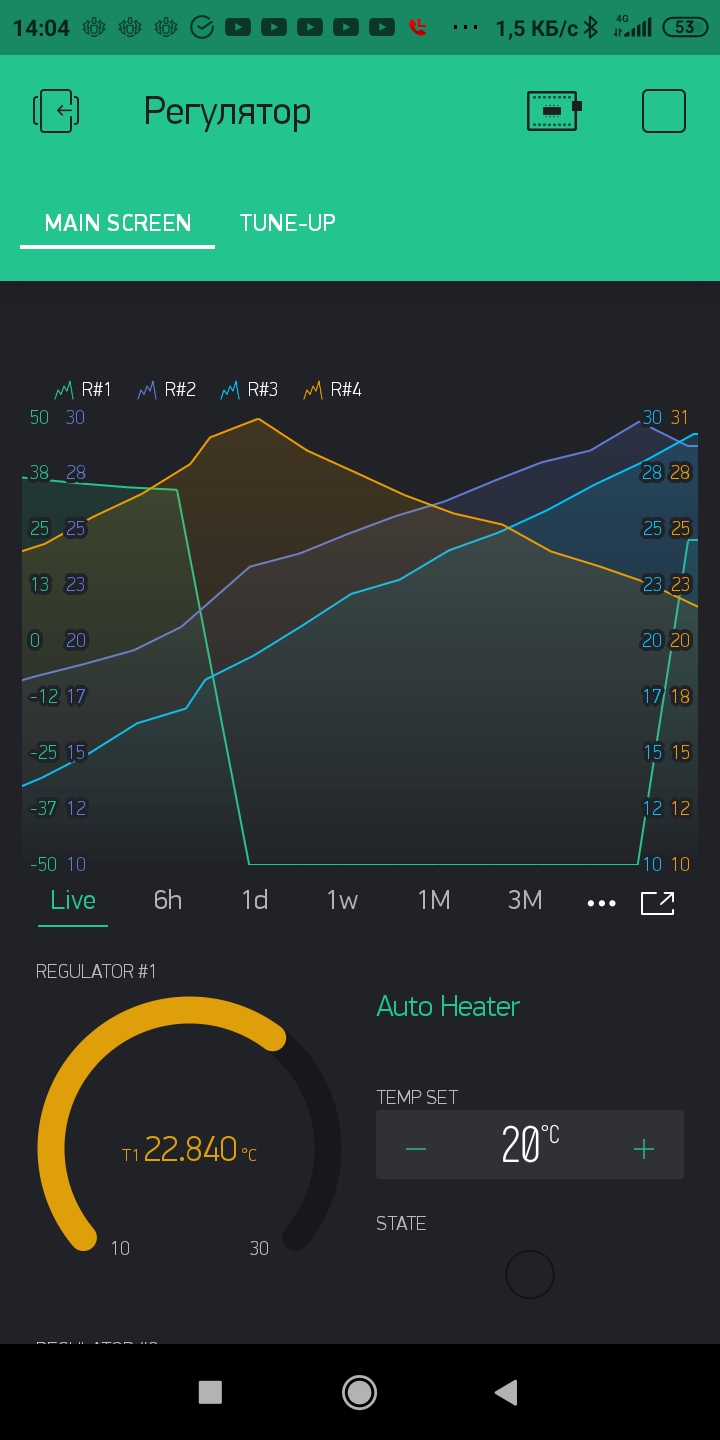 14:04 1,5 КБ/с 4G 53
Регулятор
MAIN SCREEN TUNE-UP
R#1 R#2 R#3 R#4
50 30 30 31
38 28 28 28
25 25 25 25
13 23 23 23
0 20 20 20
-12 17 17 18
-25 15 15 15
-37 12 12 12
-50 10 10 10
Live 6h 1d 1w 1M 3M
REGULATOR #1
Auto Heater
TEMP SET
T1 22.840 °C
− 20°C +
STATE
10 30